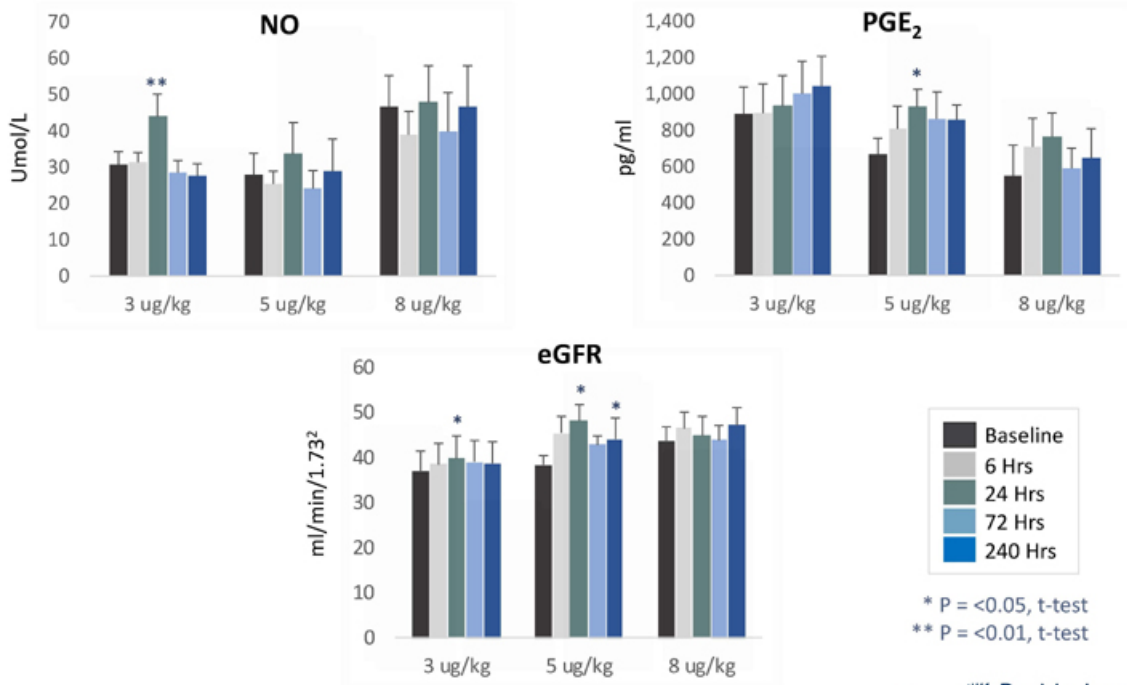 NO
70
60
50
40
30
20
10
0
Umol/L
**
3 ug/kg
5 ug/kg
8 ug/kg
PGE₂
1,400
1,200
1,000
800
600
400
200
0
pg/ml
*
3 ug/kg
5 ug/kg
8 ug/kg
eGFR
60
50
40
30
20
10
0
ml/min/1.73²
*
*
*
3 ug/kg
5 ug/kg
8 ug/kg
Baseline
6 Hrs
24 Hrs
72 Hrs
240 Hrs
* P = <0.05, t-test
** P = <0.01, t-test